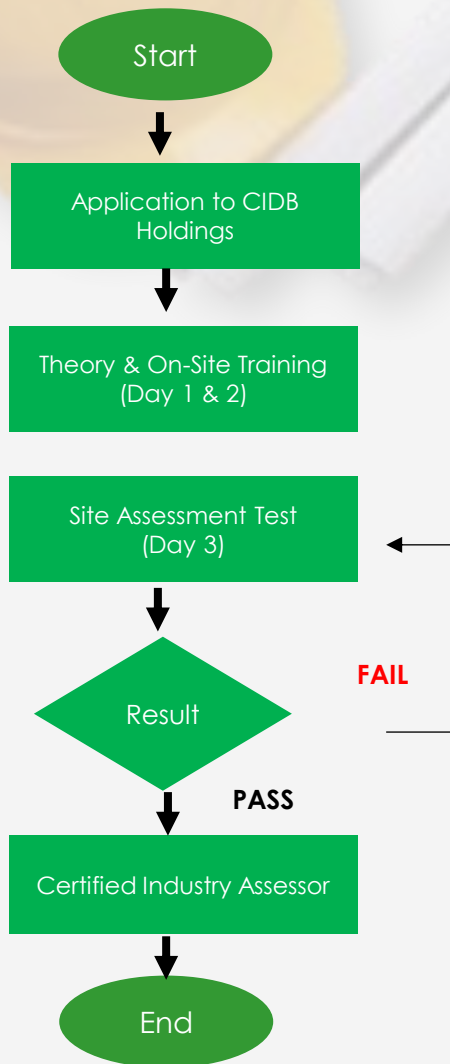 Start
Application to CIDB
Holdings
Theory & On-Site Training
(Day 1 & 2)
Site Assessment Test
(Day 3)
Result
FAIL
PASS
Certified Industry Assessor
End